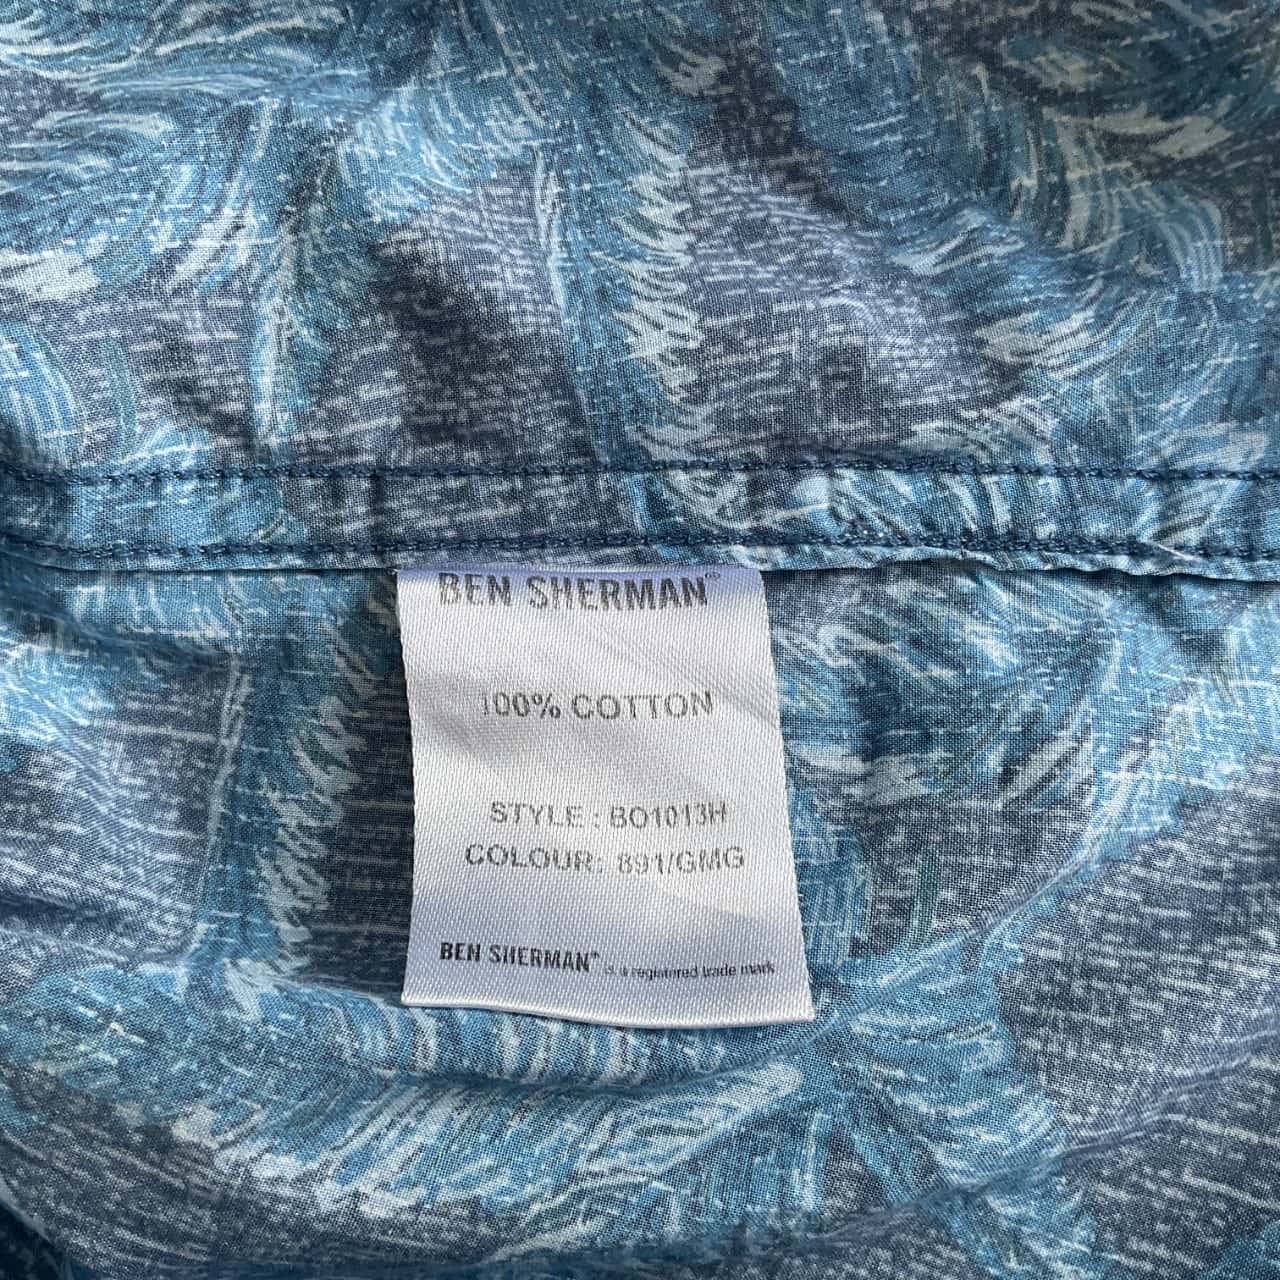 BEN SHERMAN®
100% COTTON
STYLE : BO1013H
COLOUR: 891/GMG
BEN SHERMAN® is a registered trade mark